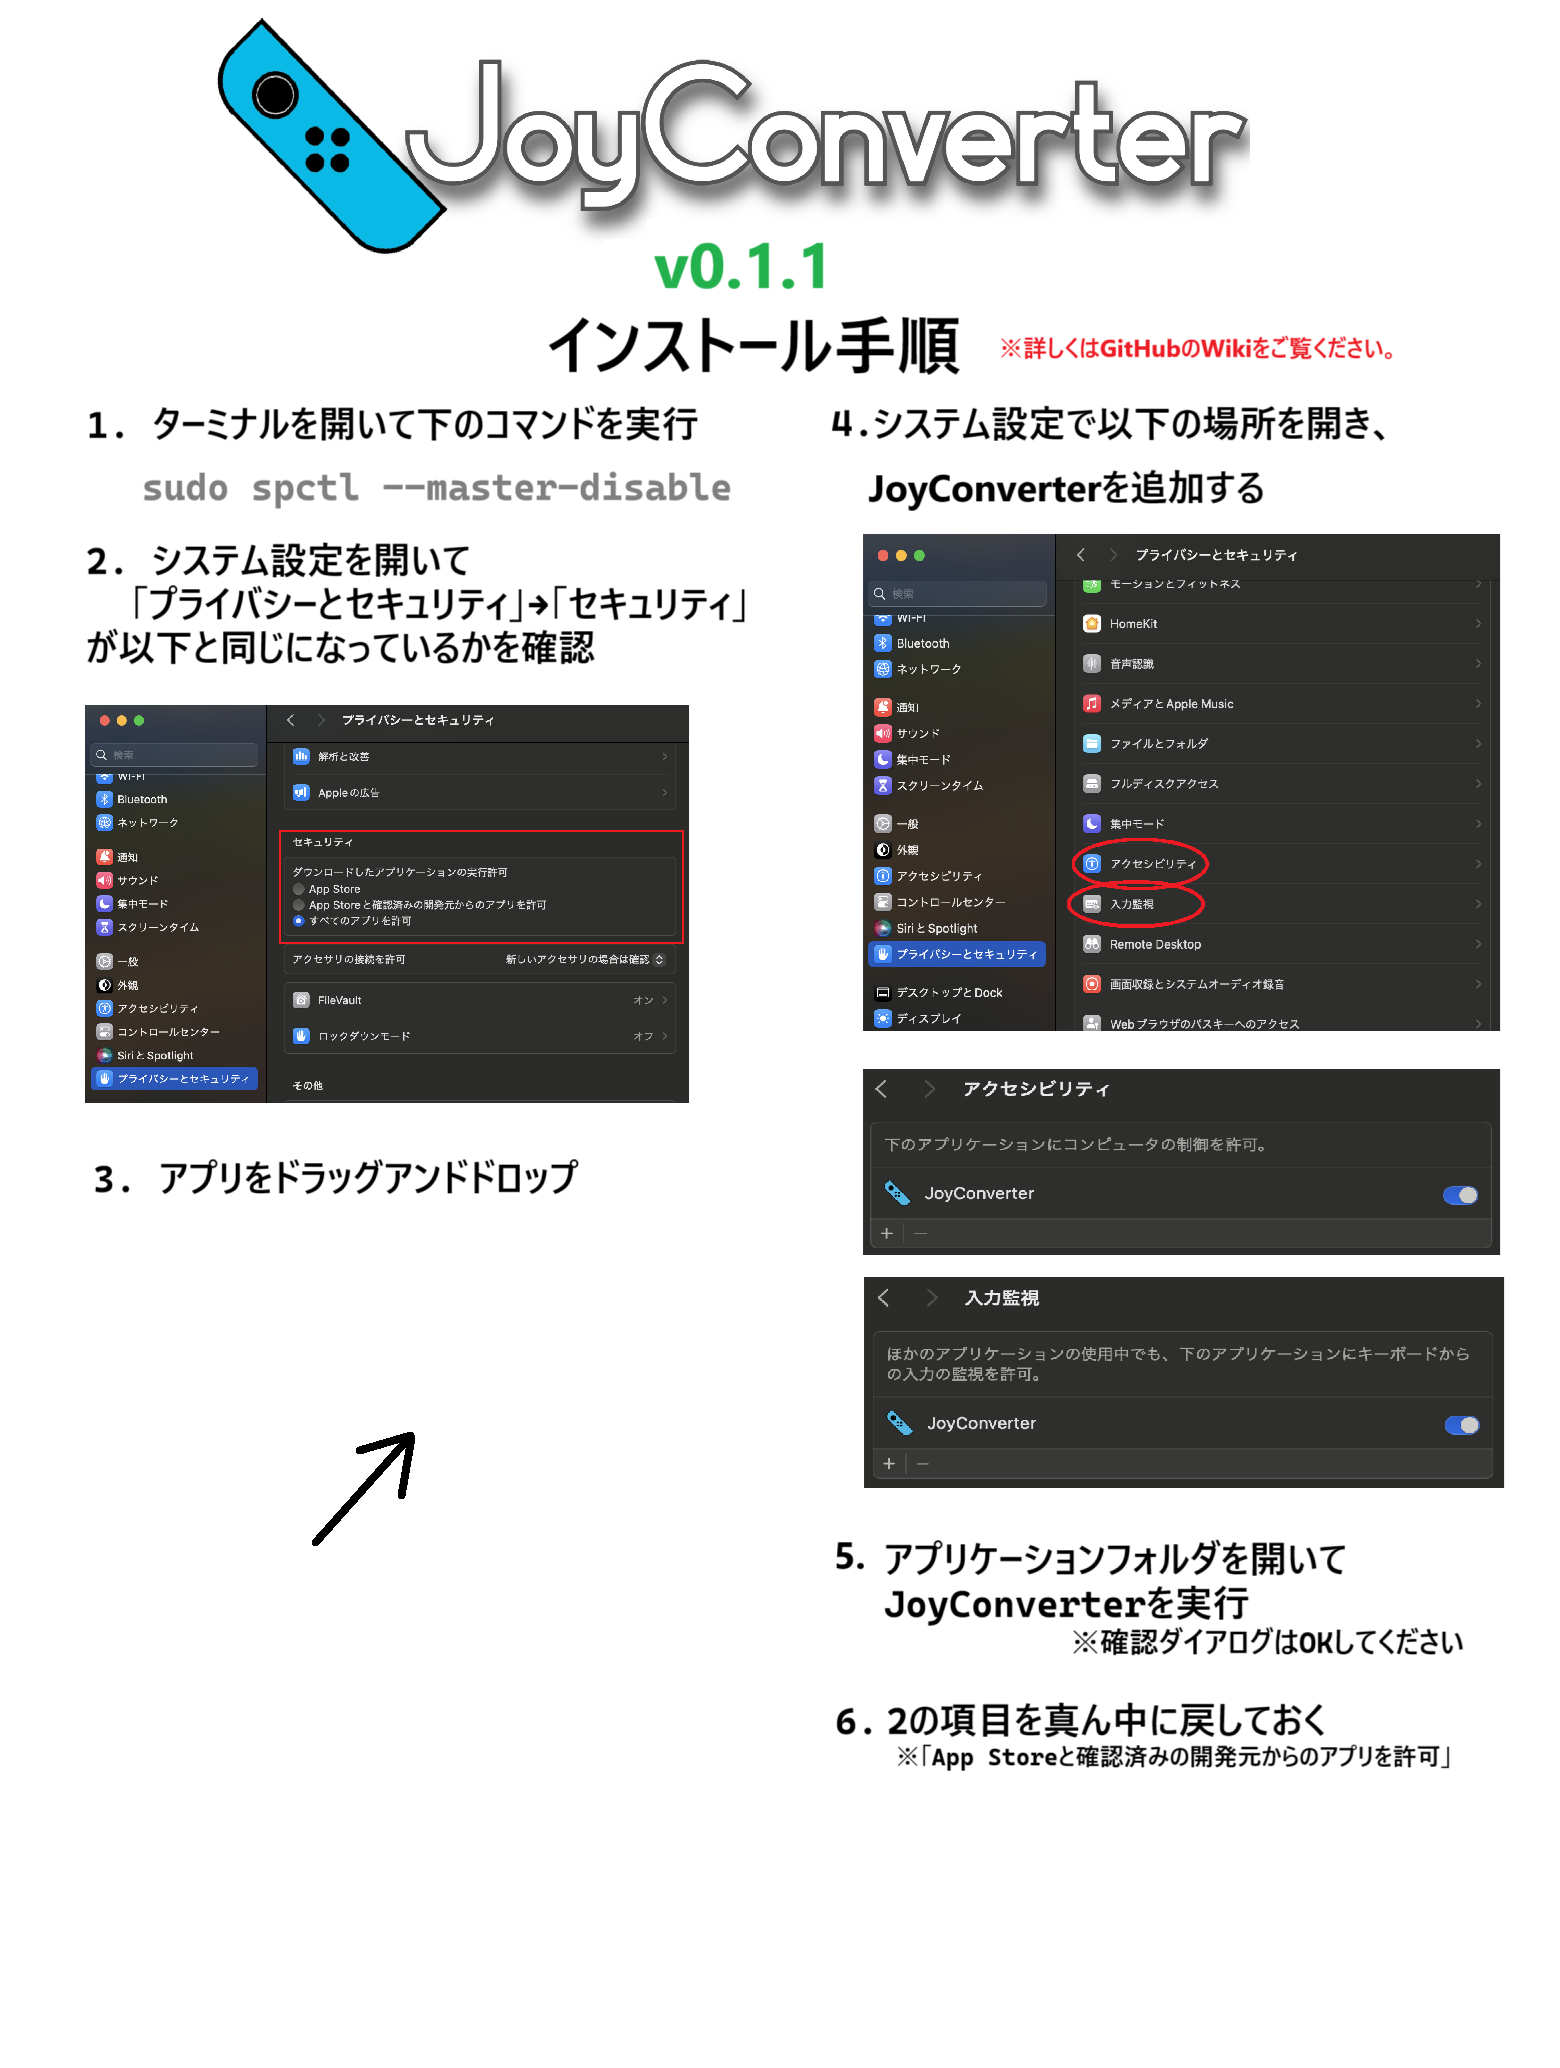 JoyConverter
v0.1.1
インストール手順
※詳しくはGitHubのWikiをご覧ください。
1. ターミナルを開いて下のコマンドを実行
sudo spctl --master-disable
2. システム設定を開いて
「プライバシーとセキュリティ」→「セキュリティ」
が以下と同じになっているかを確認
プライバシーとセキュリティ
検索
Wi-Fi
Bluetooth
ネットワーク
通知
サウンド
集中モード
スクリーンタイム
一般
外観
アクセシビリティ
コントロールセンター
Siri と Spotlight
プライバシーとセキュリティ
解析と改善
Appleの広告
セキュリティ
ダウンロードしたアプリケーションの実行許可
App Store
App Storeと確認済みの開発元からのアプリを許可
すべてのアプリを許可
アクセサリの接続を許可 新しいアクセサリの場合は確認
FileVault オン
ロックダウンモード オフ
その他
3. アプリをドラッグアンドドロップ
4.システム設定で以下の場所を開き、
JoyConverterを追加する
プライバシーとセキュリティ
検索
Wi-Fi
Bluetooth
ネットワーク
通知
サウンド
集中モード
スクリーンタイム
一般
外観
アクセシビリティ
コントロールセンター
Siri と Spotlight
プライバシーとセキュリティ
デスクトップとDock
ディスプレイ
モーションとフィットネス
HomeKit
音声認識
メディアと Apple Music
ファイルとフォルダ
フルディスクアクセス
集中モード
アクセシビリティ
入力監視
Remote Desktop
画面収録とシステムオーディオ録音
Web ブラウザのパスキーへのアクセス
アクセシビリティ
下のアプリケーションにコンピュータの制御を許可。
JoyConverter
入力監視
ほかのアプリケーションの使用中でも、下のアプリケーションにキーボードから
の入力の監視を許可。
JoyConverter
5. アプリケーションフォルダを開いて
JoyConverterを実行
※確認ダイアログはOKしてください
6. 2の項目を真ん中に戻しておく
※「App Storeと確認済みの開発元からのアプリを許可」